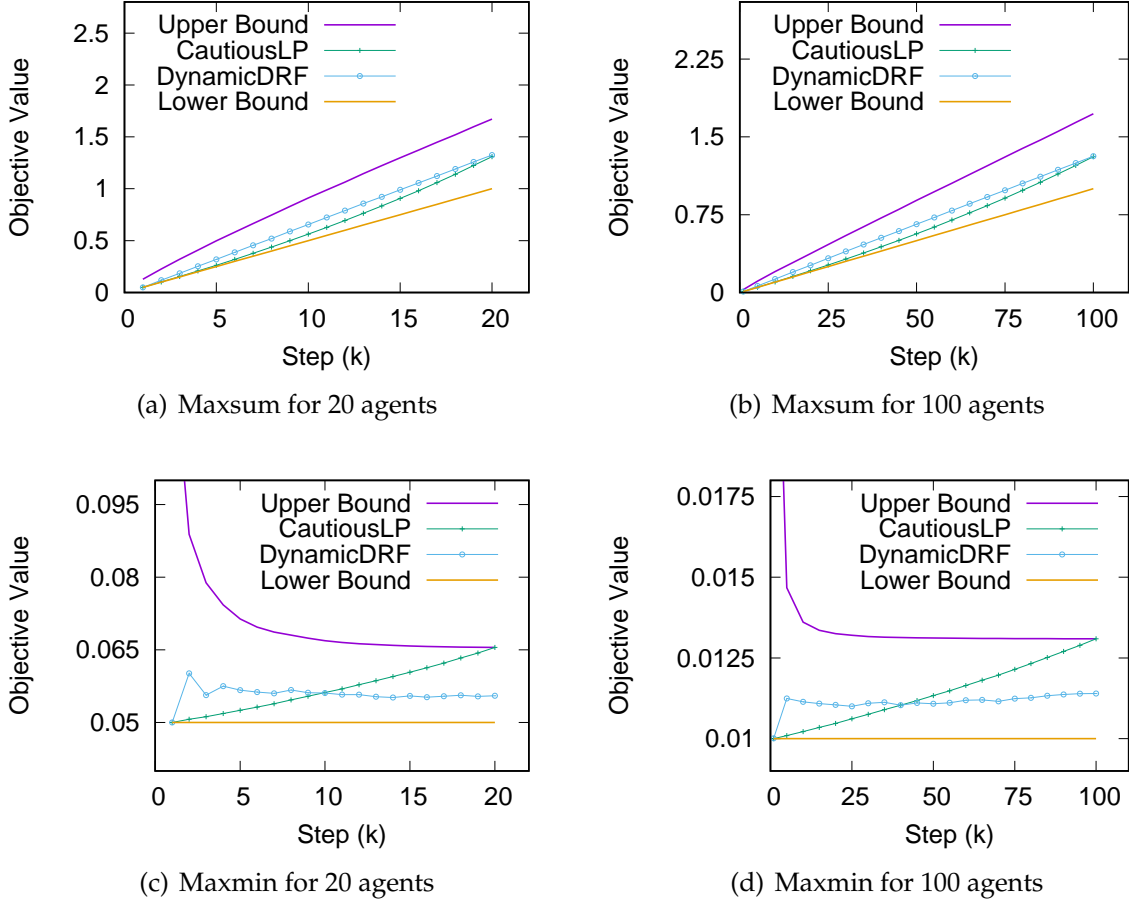 Objective Value
2.5
2
1.5
1
0.5
0
0
5
10
15
20
Step (k)
Upper Bound
CautiousLP
DynamicDRF
Lower Bound
(a) Maxsum for 20 agents
Objective Value
2.25
1.5
0.75
0
0
25
50
75
100
Step (k)
Upper Bound
CautiousLP
DynamicDRF
Lower Bound
(b) Maxsum for 100 agents
Objective Value
0.095
0.08
0.065
0.05
0
5
10
15
20
Step (k)
Upper Bound
CautiousLP
DynamicDRF
Lower Bound
(c) Maxmin for 20 agents
Objective Value
0.0175
0.015
0.0125
0.01
0
25
50
75
100
Step (k)
Upper Bound
CautiousLP
DynamicDRF
Lower Bound
(d) Maxmin for 100 agents